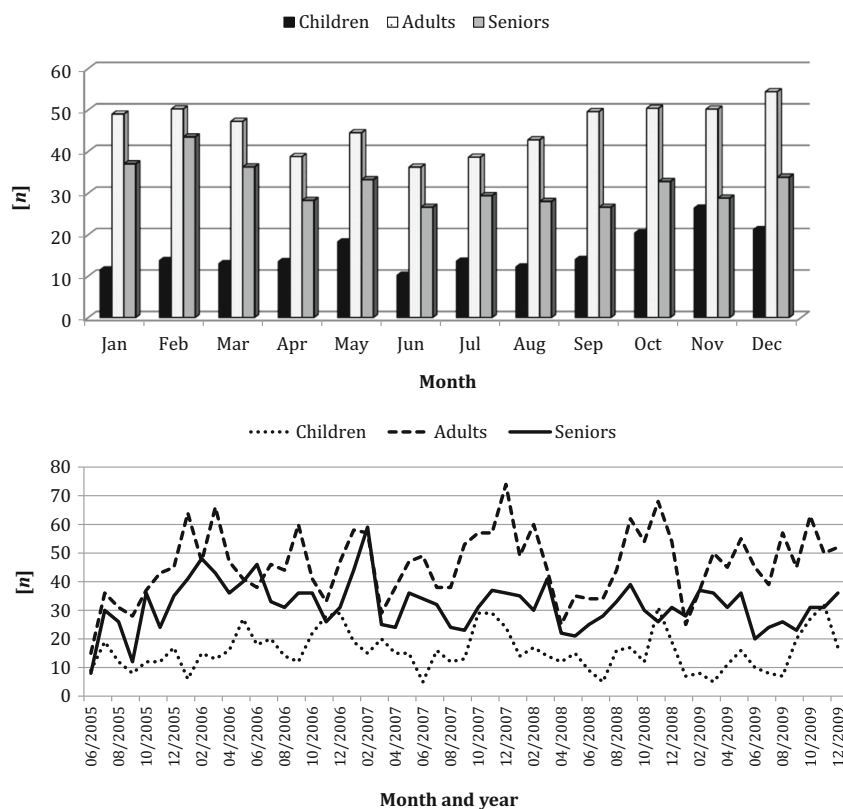 Children Adults Seniors
60
50
40
30
20
10
0
[n]
Jan Feb Mar Apr May Jun Jul Aug Sep Oct Nov Dec
Month
Children Adults Seniors
80
70
60
50
40
30
20
10
0
[n]
06/2005 08/2005 10/2005 12/2005 02/2006 04/2006 06/2006 08/2006 10/2006 12/2006 02/2007 04/2007 06/2007 08/2007 10/2007 12/2007 02/2008 04/2008 06/2008 08/2008 10/2008 12/2008 02/2009 04/2009 06/2009 08/2009 10/2009 12/2009
Month and year